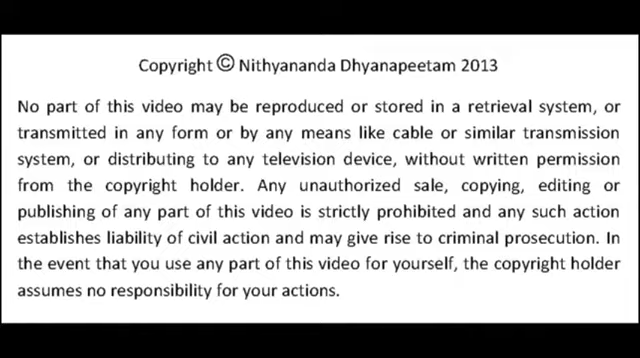 Copyright © Nithyananda Dhyanapeetam 2013
No part of this video may be reproduced or stored in a retrieval system, or
transmitted in any form or by any means like cable or similar transmission
system, or distributing to any television device, without written permission
from the copyright holder. Any unauthorized sale, copying, editing or
publishing of any part of this video is strictly prohibited and any such action
establishes liability of civil action and may give rise to criminal prosecution. In
the event that you use any part of this video for yourself, the copyright holder
assumes no responsibility for your actions.